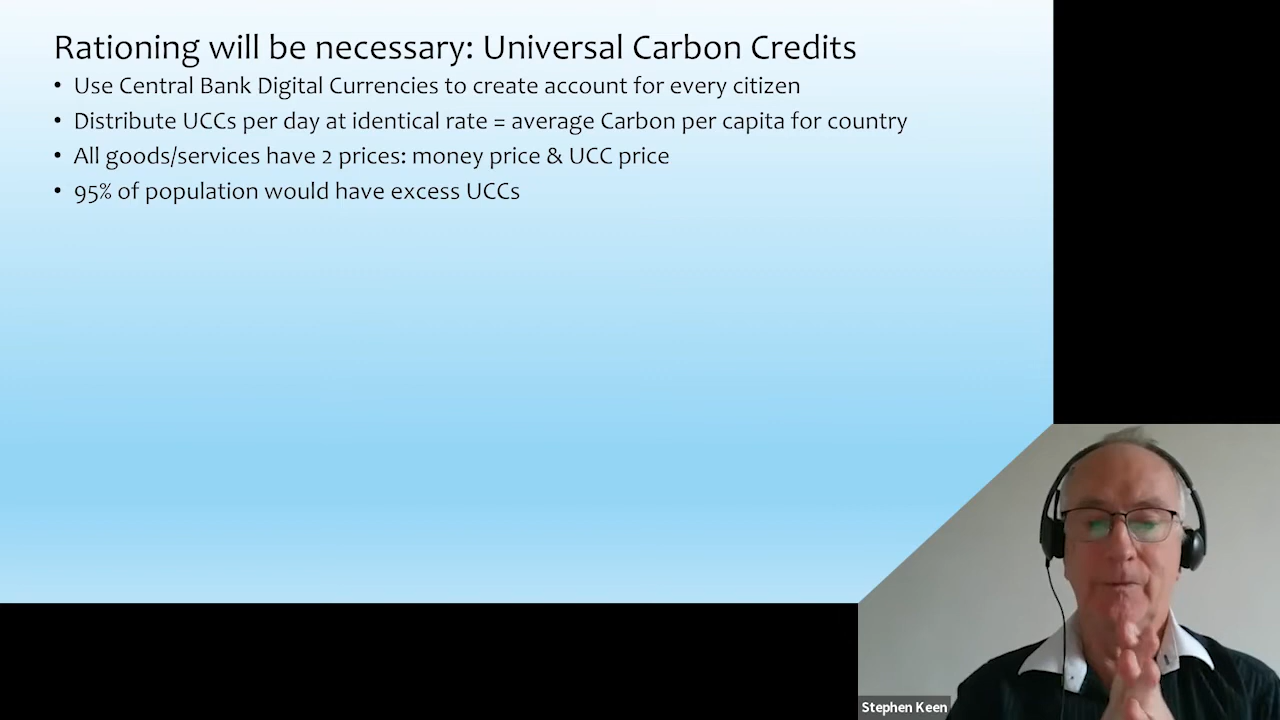 Rationing will be necessary: Universal Carbon Credits
• Use Central Bank Digital Currencies to create account for every citizen
• Distribute UCCs per day at identical rate = average Carbon per capita for country
• All goods/services have 2 prices: money price & UCC price
• 95% of population would have excess UCCs
Stephen Keen